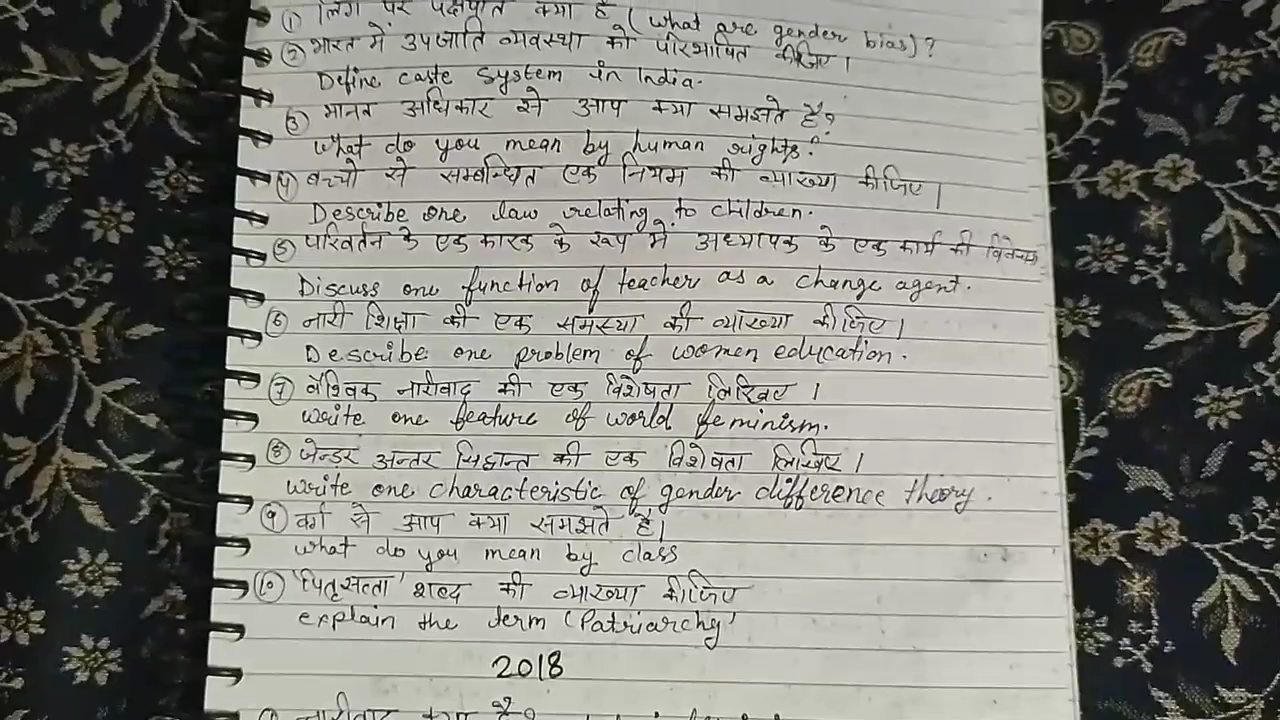 ① लिंग पर पक्षपात क्या है (What are gender bias)?
② भारत में उपजाति व्यवस्था को परिभाषित कीजिए।
Define caste system in India.
③ मानव अधिकार से आप क्या समझते हैं?
What do you mean by human rights?
④ बच्चो से सम्बन्धित एक नियम की व्याख्या कीजिए।
Describe one law relating to children.
⑤ परिवर्तन के एक कारक के रूप में अध्यापक के एक कार्य की
Discuss one function of teacher as a change agent.
⑥ नारी शिक्षा की एक समस्या की व्याख्या कीजिए।
Describe one problem of women education.
⑦ वैश्विक नारीवाद की एक विशेषता लिखिए।
Write one feature of world feminism.
⑧ जेन्डर अन्तर सिद्धान्त की एक विशेषता लिखिए।
Write one characteristic of gender difference theory.
⑨ वर्ग से आप क्या समझते हैं।
What do you mean by class
⑩ 'पितृसत्ता' शब्द की व्याख्या कीजिए
explain the term (Patriarchy)
2018